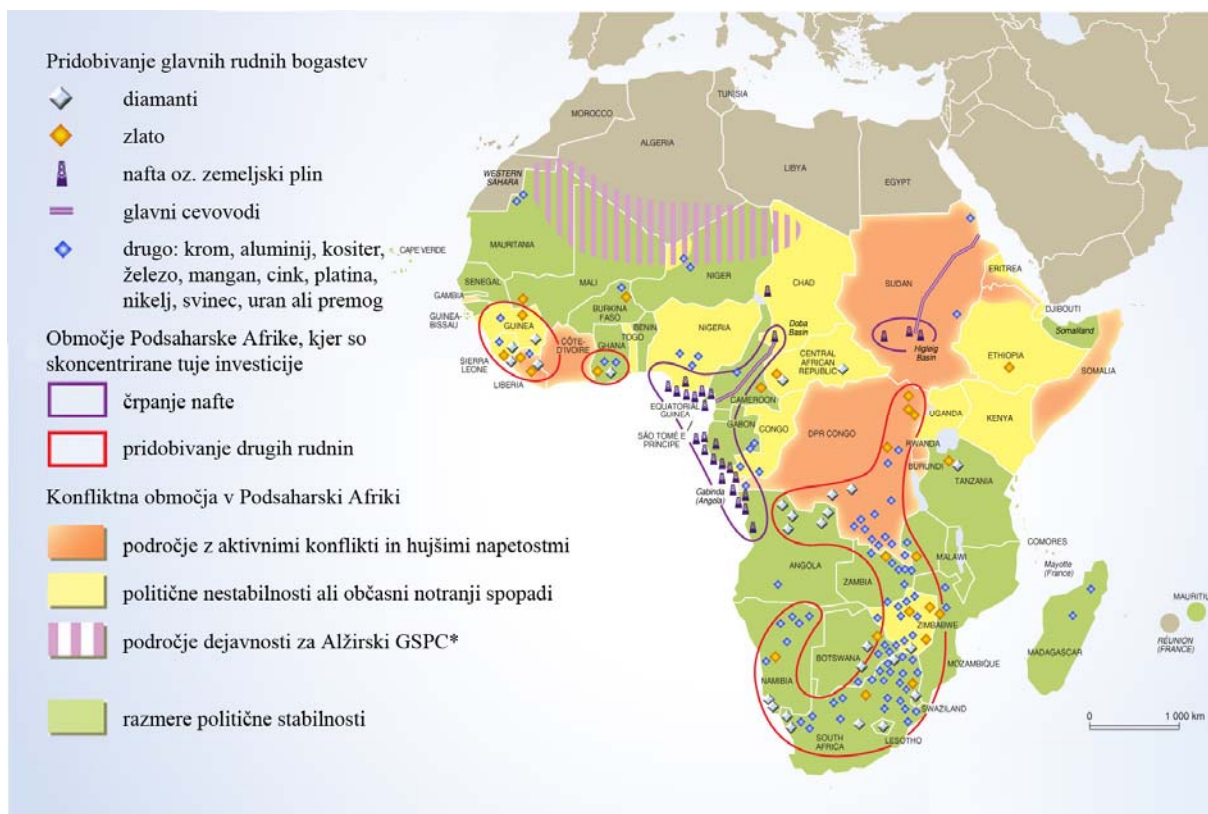 Pridobivanje glavnih rudnih bogastev
diamanti
zlato
nafta oz. zemeljski plin
glavni cevovodi
drugo: krom, aluminij, kositer,
železo, mangan, cink, platina,
nikelj, svinec, uran ali premog
Območje Podsaharske Afrike, kjer so
skoncentrirane tuje investicije
črpanje nafte
pridobivanje drugih rudnin
Konfliktna območja v Podsaharski Afriki
področje z aktivnimi konflikti in hujšimi napetostmi
politične nestabilnosti ali občasni notranji spopadi
področje dejavnosti za Alžirski GSPC*
razmere politične stabilnosti
TUNISIA
MOROCCO
ALGERIA
LIBYA
EGYPT
WESTERN
SAHARA
CAPE VERDE
MAURITANIA
MALI
NIGER
CHAD
SUDAN
ERITREA
DJIBOUTI
Somaliland
SENEGAL
GAMBIA
GUINEA-
BISSAU
GUINEA
SIERRA
LEONE
LIBERIA
CÔTE-
D'IVOIRE
BURKINA
FASO
GHANA
TOGO
BENIN
NIGERIA
Doba
Basin
Higleig
Basin
CENTRAL
AFRICAN
REPUBLIC
ETHIOPIA
SOMALIA
CAMEROON
EQUATORIAL
GUINEA
SÃO TOMÉ E
PRINCIPE
GABON
CONGO
DPR CONGO
UGANDA
KENYA
RWANDA
BURUNDI
TANZANIA
Cabinda
(Angola)
ANGOLA
ZAMBIA
MALAWI
COMORES
Mayotte
(France)
ZIMBABWE
MOZAMBIQUE
MADAGASCAR
MAURITIU
RÉUNION
(FRANCE)
NAMIBIA
BOTSWANA
SWAZILAND
LESOTHO
SOUTH
AFRICA
0 1 000 km